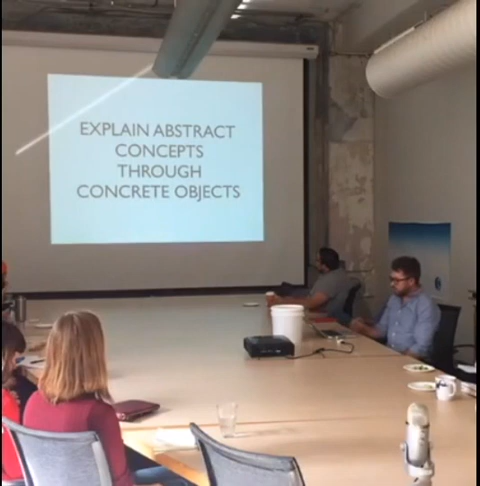 EXPLAIN ABSTRACT
CONCEPTS
THROUGH
CONCRETE OBJECTS